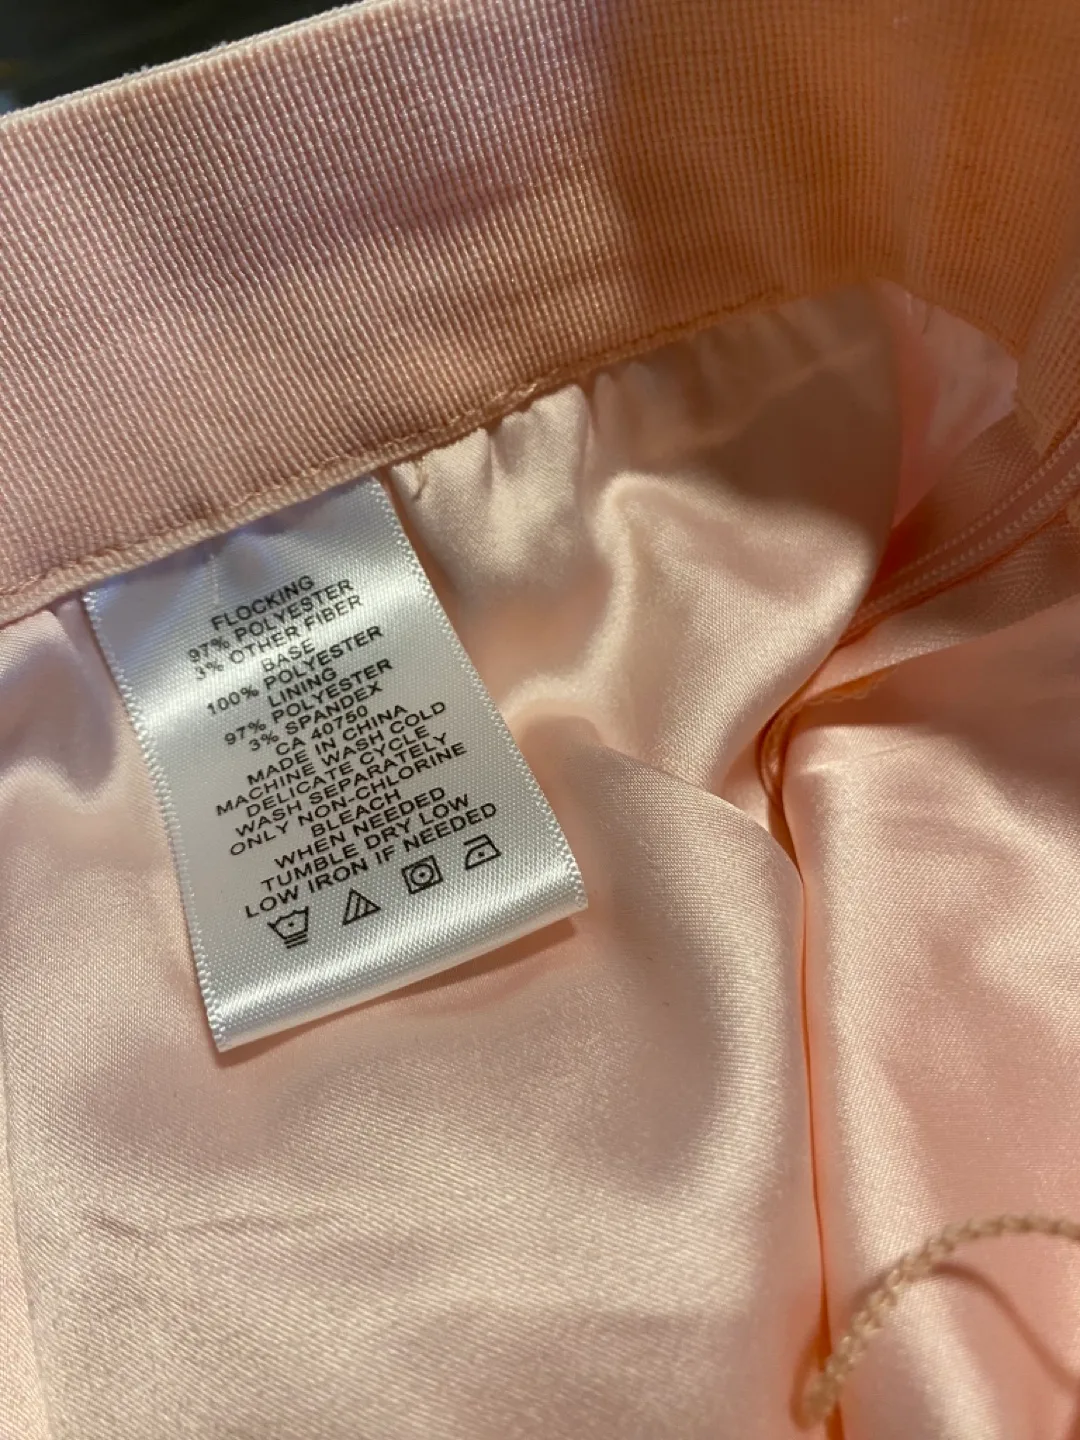 FLOCKING
97% POLYESTER
3% OTHER FIBER
BASE
100% POLYESTER
LINING
97% POLYESTER
3% SPANDEX
CA 40750
MADE IN CHINA
MACHINE WASH COLD
DELICATE CYCLE
WASH SEPARATELY
ONLY NON-CHLORINE
BLEACH
WHEN NEEDED
TUMBLE DRY LOW
LOW IRON IF NEEDED